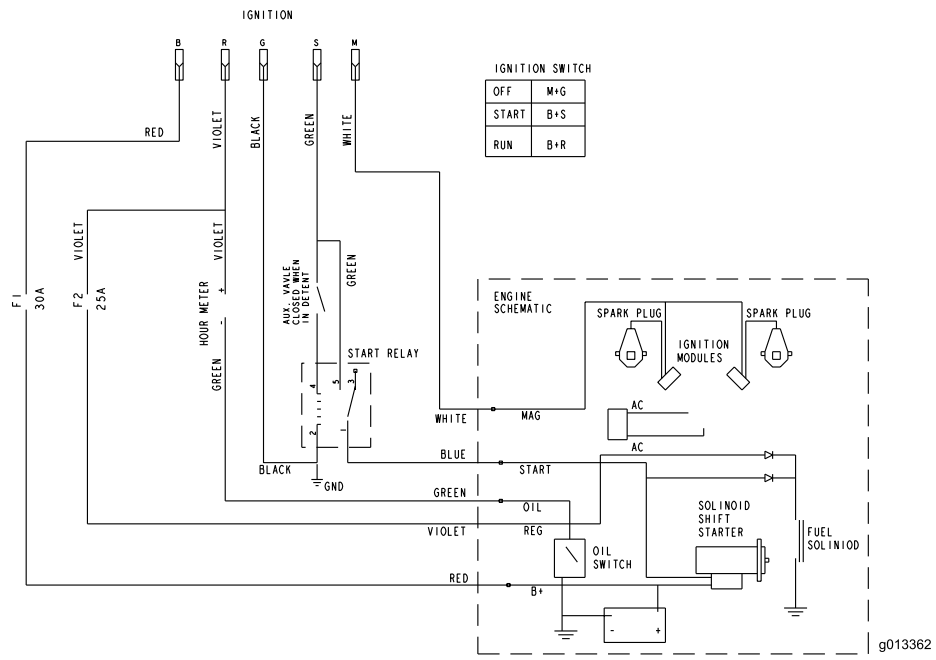 IGNITION
B R G S M
IGNITION SWITCH
OFF M+G
START B+S
RUN B+R
RED
VIOLET
BLACK
GREEN
WHITE
VIOLET
VIOLET
GREEN
F1
30A
F2
25A
HOUR METER
+
-
AUX. VAVLE
CLOSED WHEN
IN DETENT
GREEN
START RELAY
4 5 3
2 1
ENGINE
SCHEMATIC
SPARK PLUG
SPARK PLUG
IGNITION
MODULES
WHITE
MAG
AC
AC
BLUE
START
BLACK
GND
GREEN
OIL
VIOLET
REG
SOLINOID
SHIFT
STARTER
FUEL
SOLINIOD
OIL
SWITCH
RED
B+
- +
g013362